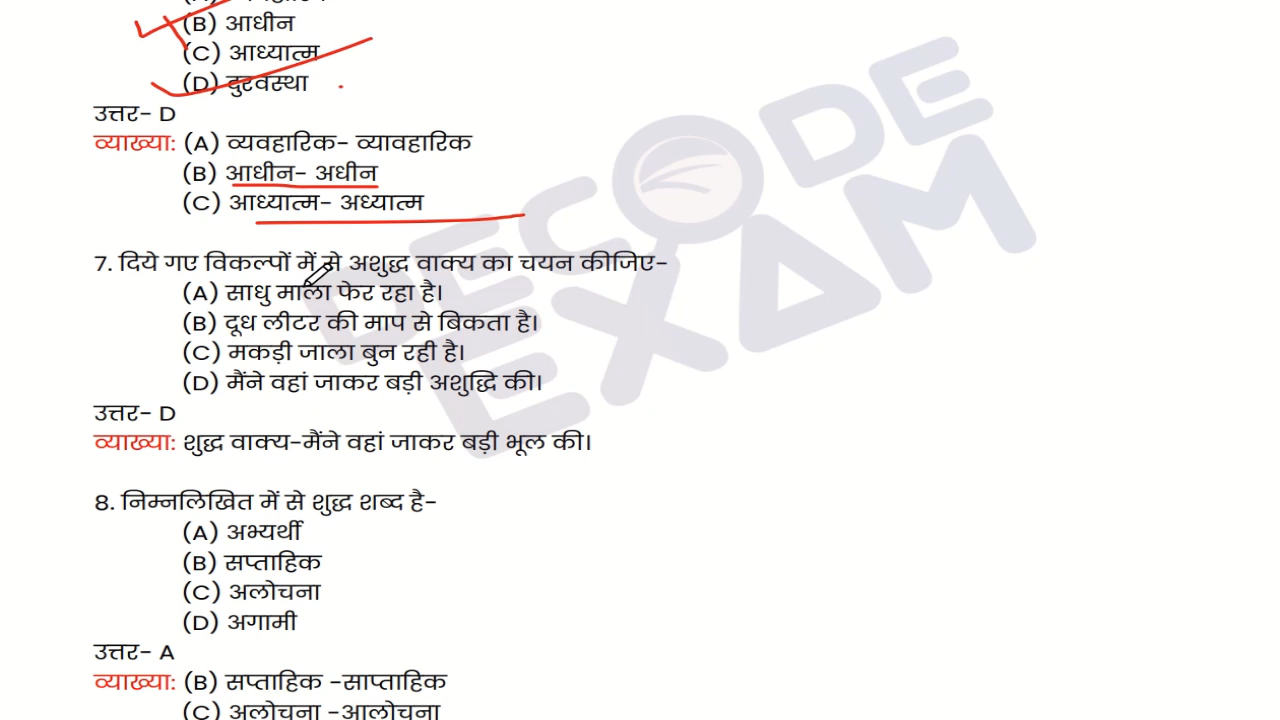 (B) आधीन
(C) आध्यात्म
(D) दुरवस्था
उत्तर- D
व्याख्या: (A) व्यवहारिक- व्यावहारिक
(B) आधीन- अधीन
(C) आध्यात्म- अध्यात्म
7. दिये गए विकल्पों में से अशुद्ध वाक्य का चयन कीजिए-
(A) साधु माला फेर रहा है।
(B) दूध लीटर की माप से बिकता है।
(C) मकड़ी जाला बुन रही है।
(D) मैंने वहां जाकर बड़ी अशुद्धि की।
उत्तर- D
व्याख्या: शुद्ध वाक्य-मैंने वहां जाकर बड़ी भूल की।
8. निम्नलिखित में से शुद्ध शब्द है-
(A) अभ्यर्थी
(B) सप्ताहिक
(C) अलोचना
(D) अगामी
उत्तर- A
व्याख्या: (B) सप्ताहिक -साप्ताहिक
(C) अलोचना -आलोचना
DECODE
EXAM